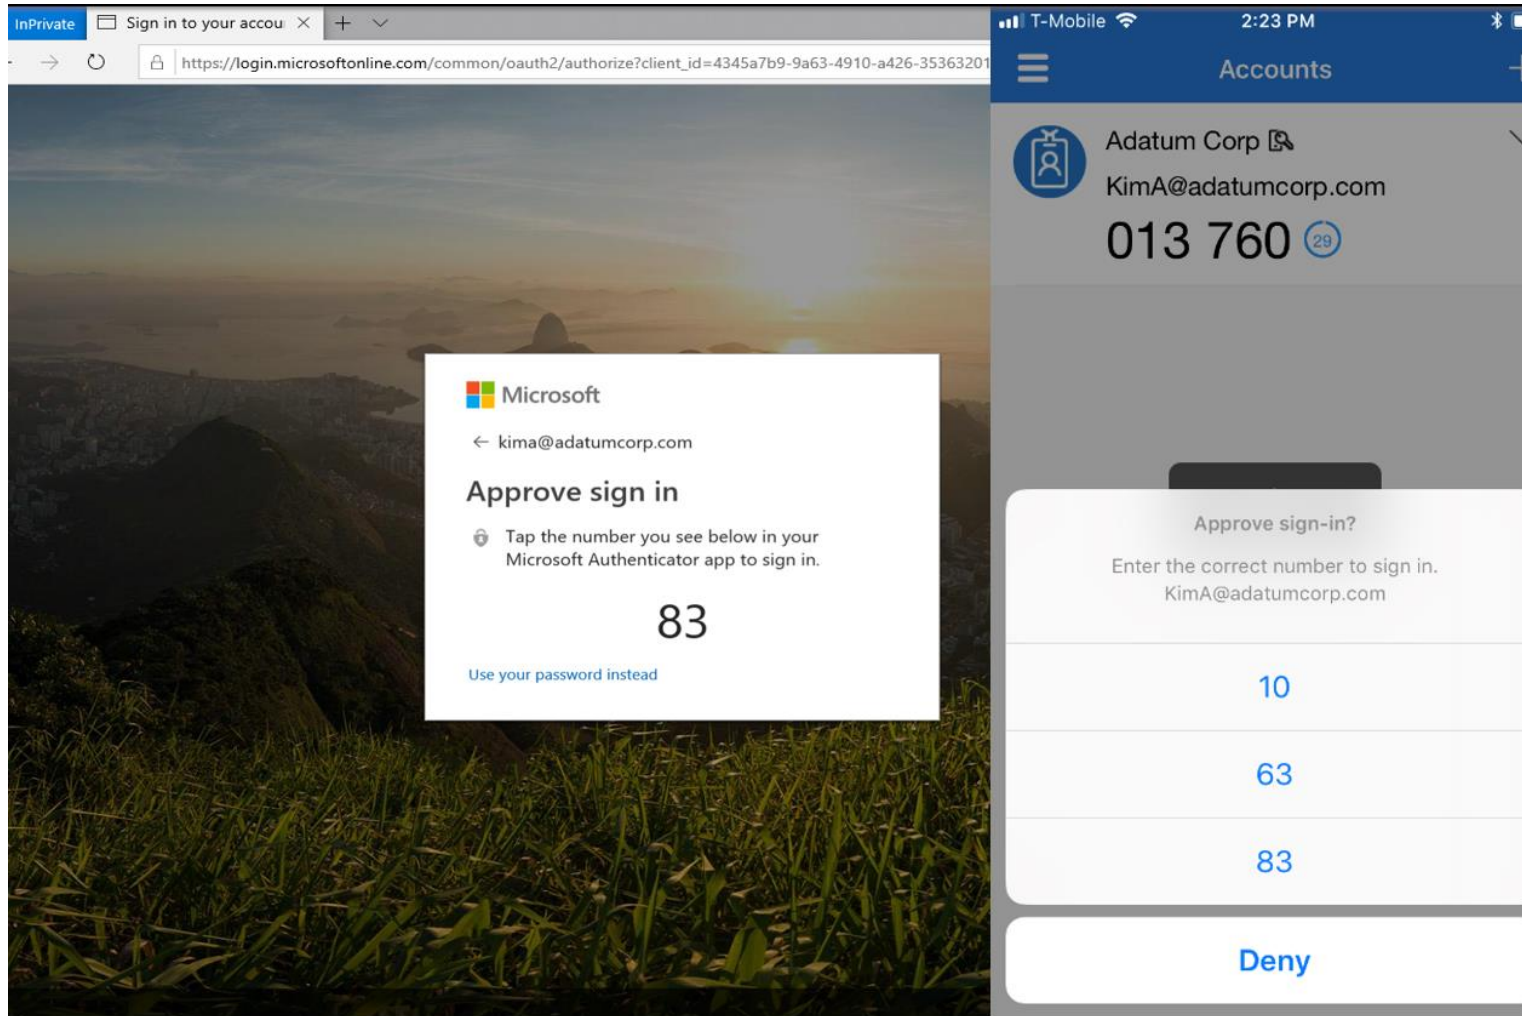 InPrivate
Sign in to your accou
https://login.microsoftonline.com/common/oauth2/authorize?client_id=4345a7b9-9a63-4910-a426-35363201
Microsoft
kima@adatumcorp.com
Approve sign in
Tap the number you see below in your
Microsoft Authenticator app to sign in.
83
Use your password instead
T-Mobile
2:23 PM
Accounts
Adatum Corp
KimA@adatumcorp.com
013 760
29
Approve sign-in?
Enter the correct number to sign in.
KimA@adatumcorp.com
10
63
83
Deny